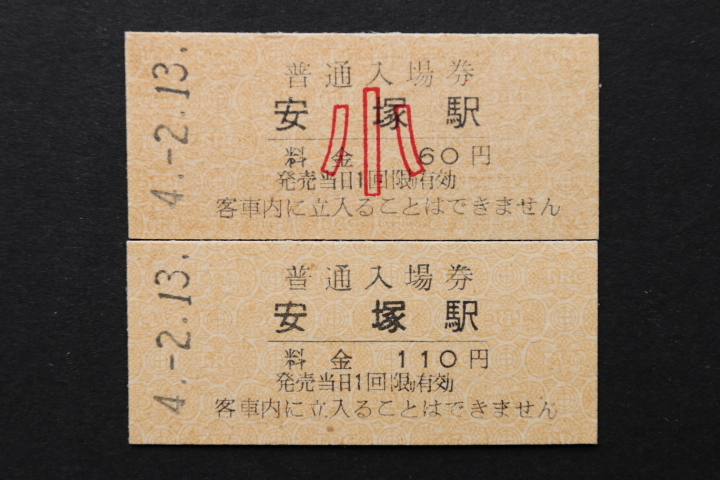 4.-2.13.
普通入場券
安塚駅
小
料金 60円
発売当日1回限有効
客車内に立入ることはできません
4.-2.13.
普通入場券
安塚駅
料金 110円
発売当日1回限有効
客車内に立入ることはできません